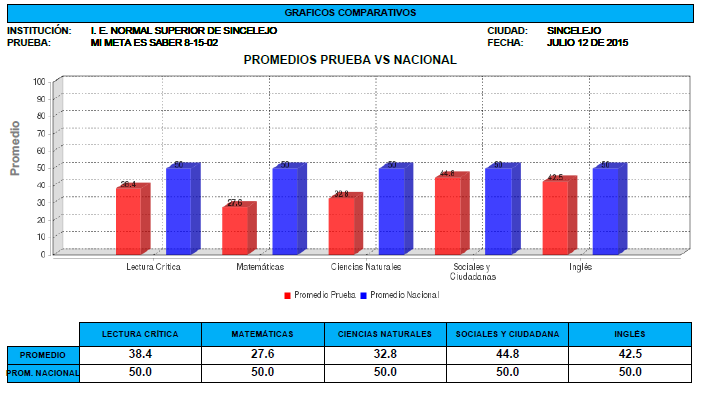 GRAFICOS COMPARATIVOS
INSTITUCIÓN: I. E. NORMAL SUPERIOR DE SINCELEJO CIUDAD: SINCELEJO
PRUEBA: MI META ES SABER 8-15-02 FECHA: JULIO 12 DE 2015
PROMEDIOS PRUEBA VS NACIONAL
Promedio
100
90
80
70
60
50
40
30
20
10
0
38.4 50 27.6 50 32.8 50 44.8 50 42.5 50
Lectura Crítica Matemáticas Ciencias Naturales Sociales y Ciudadanas Inglés
Promedio Prueba Promedio Nacional
LECTURA CRÍTICA MATEMÁTICAS CIENCIAS NATURALES SOCIALES Y CIUDADANA INGLÉS
PROMEDIO 38.4 27.6 32.8 44.8 42.5
PROM. NACIONAL 50.0 50.0 50.0 50.0 50.0